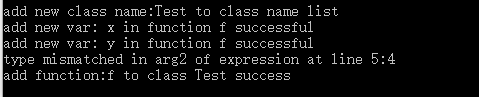 add new class name:Test to class name list
add new var: x in function f successful
add new var: y in function f successful
type mismatched in arg2 of expression at line 5:4
add function:f to class Test success